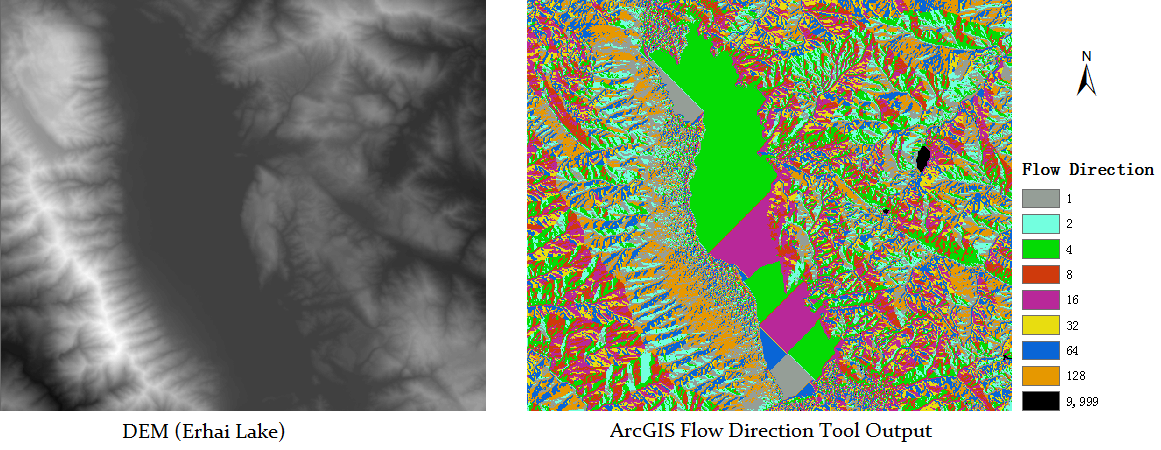 N
Flow Direction
1
2
4
8
16
32
64
128
9,999
DEM (Erhai Lake)
ArcGIS Flow Direction Tool Output